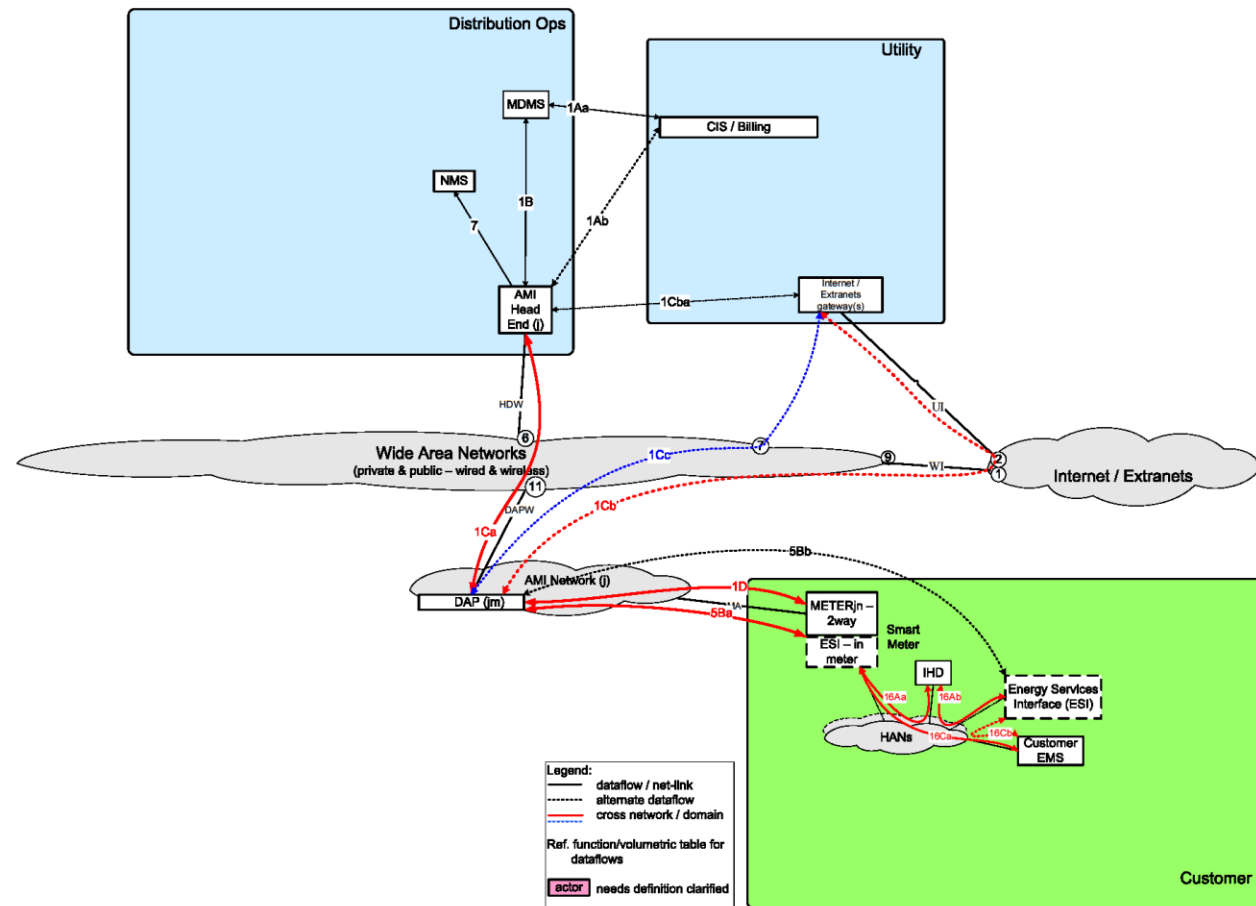 Distribution Ops
Utility
MDMS
1Aa
CIS / Billing
NMS
7
1B
1Ab
AMI
Head
End (j)
1Cba
Internet /
Extranets
gateway(s)
HDW
UI
6
7
9
WI
2
1
Wide Area Networks
(private & public – wired & wireless)
1Cc
Internet / Extranets
11
DAPW
1Cb
1Ca
5Bb
AMI Network (j)
DAP (jm)
1D
5Ba
METERjn –
2way
Smart
Meter
ESI – in
meter
IHD
16Aa
16Ab
Energy Services
Interface (ESI)
HANs
16Ca
16Cb
Customer
EMS
Legend:
dataflow / net-link
alternate dataflow
cross network / domain
Ref. function/volumetric table for
dataflows
actor
needs definition clarified
Customer